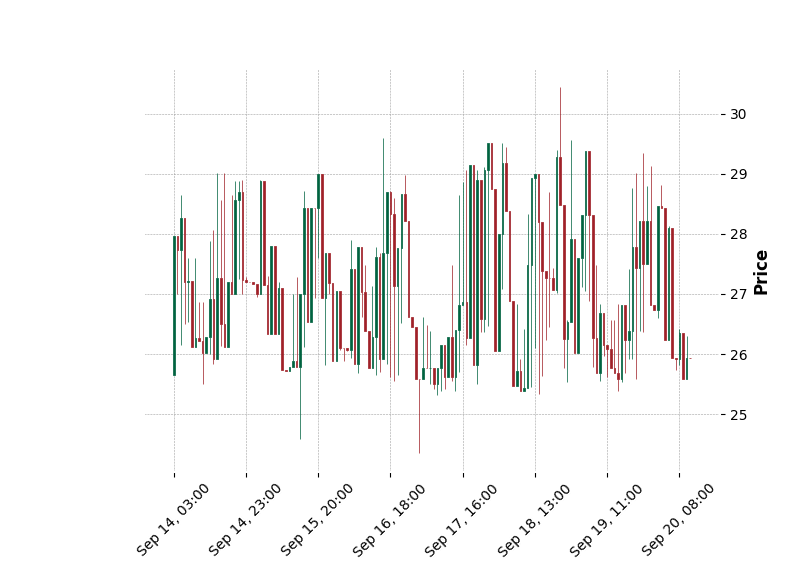 30
29
28
27
26
25
Price
Sep 14, 03:00
Sep 14, 23:00
Sep 15, 20:00
Sep 16, 18:00
Sep 17, 16:00
Sep 18, 13:00
Sep 19, 11:00
Sep 20, 08:00